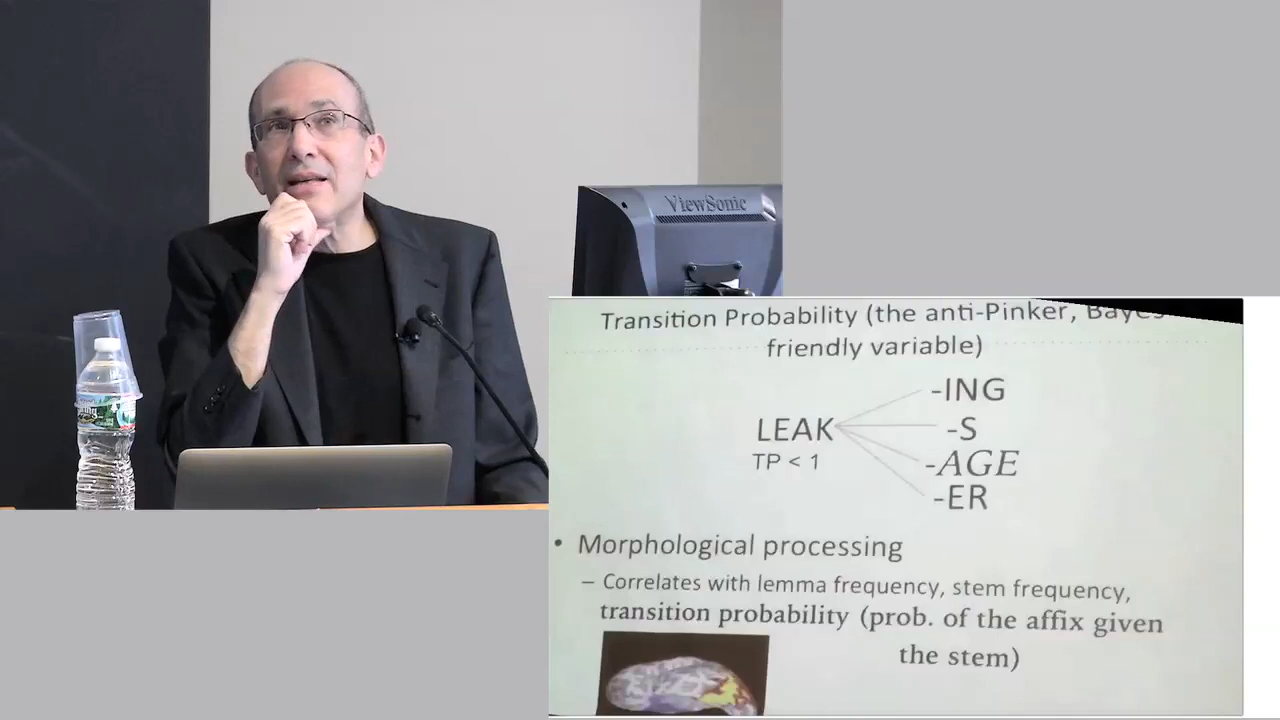 ViewSonic
Transition Probability (the anti-Pinker, Bayes
friendly variable)
-ING
LEAK
-S
TP < 1
-AGE
-ER
• Morphological processing
– Correlates with lemma frequency, stem frequency,
transition probability (prob. of the affix given
the stem)